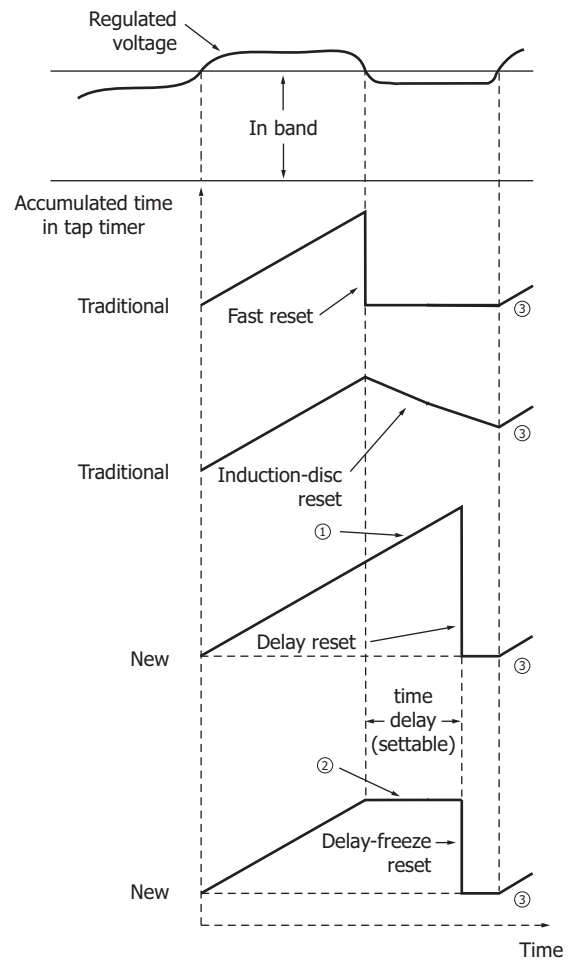 Regulated
voltage
In band
Accumulated time
in tap timer
Traditional
Fast reset
③
Traditional
Induction-disc
reset
③
①
New
Delay reset
③
time
delay
(settable)
②
Delay-freeze
reset
New
③
Time